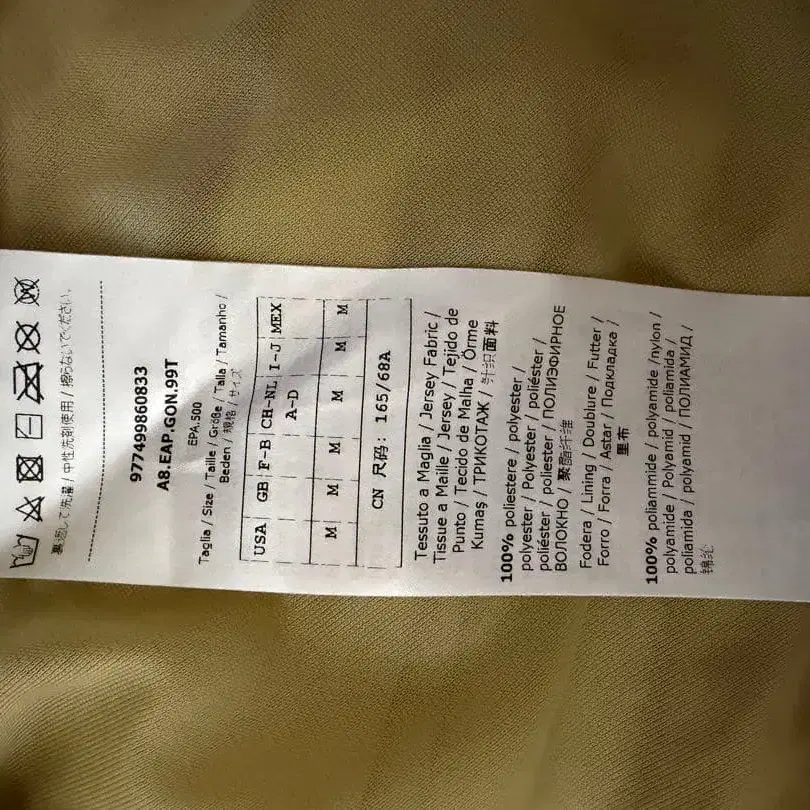 裏返して洗濯 / 中性洗剤使用 / 擦らないでください.
977499860833
A8.EAP.GON.99T
EPA.500
Taglia / Size / Taille / Größe / Talla / Tamanho /
Beden / 規格 / サイズ
USA GB F-B CH-NL I-J MEX
A-D
M M M M M M
CN 尺码: 165/68A
Tessuto a Maglia / Jersey Fabric /
Tissue a Maille / Jersey / Tejido de
Punto / Tecido de Malha / Örme
Kumaş / ТРИКОТАЖ / 针织面料
100% poliestere / polyester /
polyester / Polyester / poliéster /
poliéster / poliester / ПОЛИЭФИРНОЕ
ВОЛОКНО / 聚酯纤维
Fodera / Lining / Doublure / Futter /
Forro / Forra / Astar / Подкладка /
里布
100% poliammide / polyamide /nylon /
polyamide / Polyamid / poliamida /
poliamida / polyamid / ПОЛИАМИД /
锦纶